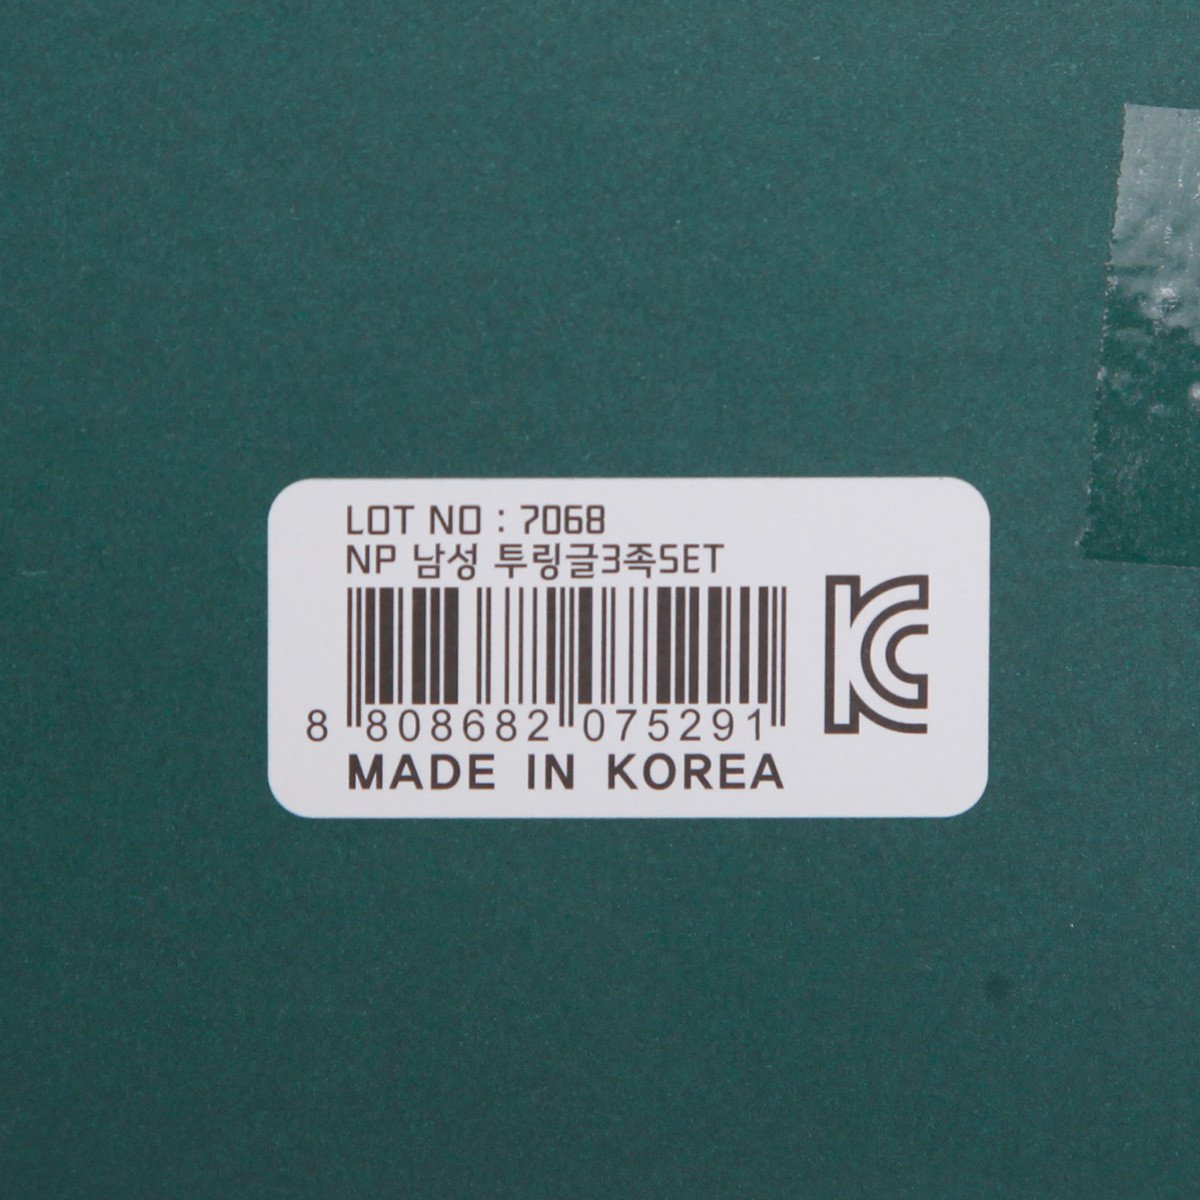 LOT NO : 7068
NP 남성 투링글3족SET
8 808682 075291
MADE IN KOREA
KC